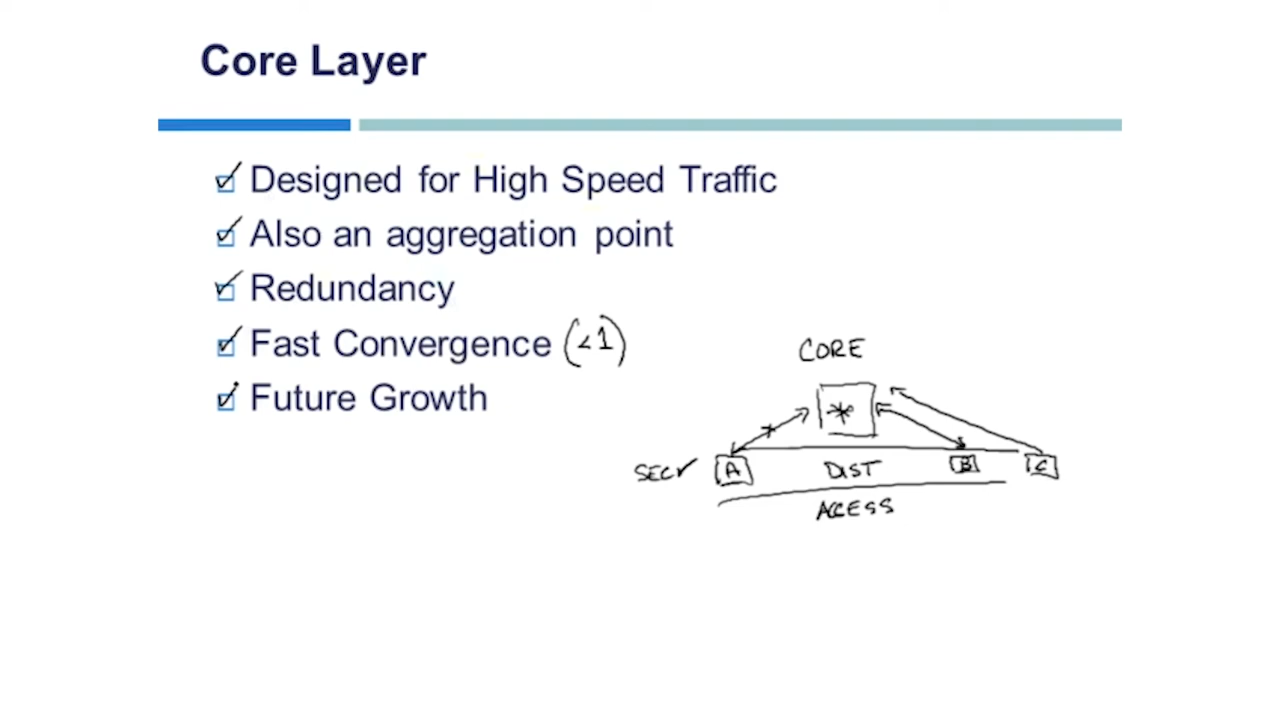 Core Layer
Designed for High Speed Traffic
Also an aggregation point
Redundancy
Fast Convergence (<1)
Future Growth
CORE
*
SEC✓ A DIST B C
ACCESS